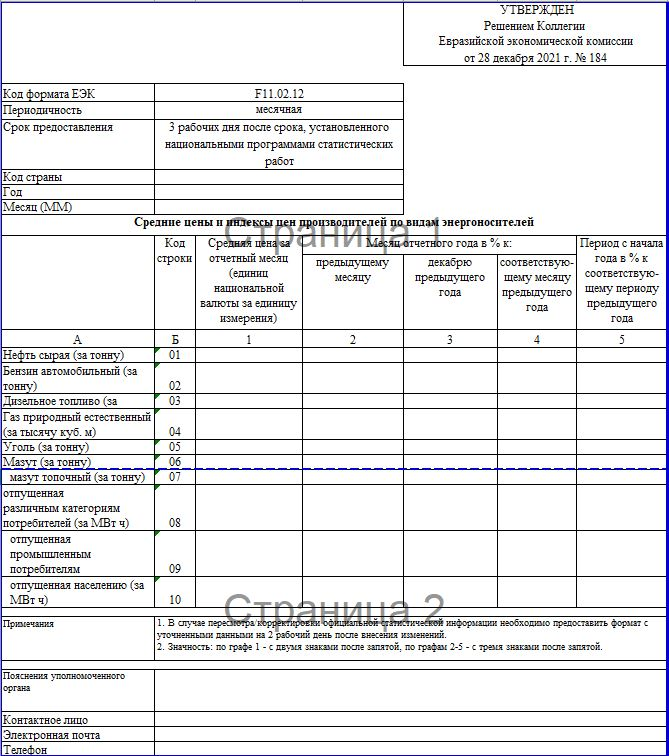 УТВЕРЖДЕН
Решением Коллегии
Евразийской экономической комиссии
от 28 декабря 2021 г. № 184
Код формата ЕЭК F11.02.12
Периодичность месячная
Срок предоставления 3 рабочих дня после срока, установленного
национальными программами статистических
работ
Код страны
Год
Месяц (ММ)
Средние цены и индексы цен производителей по видам энергоносителей
Страница 1
Код
строки
Средняя цена за
отчетный месяц
(единиц
национальной
валюты за единицу
измерения)
Месяц отчетного года в % к:
предыдущему
месяцу
декабрю
предыдущего
года
соответствую-
щему месяцу
предыдущего
года
Период с начала
года в % к
соответствую-
щему периоду
предыдущего
года
А Б 1 2 3 4 5
Нефть сырая (за тонну) 01
Бензин автомобильный (за
тонну) 02
Дизельное топливо (за 03
Газ природный естественный
(за тысячу куб. м) 04
Уголь (за тонну) 05
Мазут (за тонну) 06
мазут топочный (за тонну) 07
отпущенная
различным категориям
потребителей (за МВт ч) 08
отпущенная
промышленным
потребителям 09
отпущенная населению (за
МВт ч) 10
Страница 2
Примечания
1. В случае пересмотра/корректировки официальной статистической информации необходимо предоставить формат с
уточненными данными на 2 рабочий день после внесения изменений.
2. Значность: по графе 1 - с двумя знаками после запятой, по графам 2-5 - с тремя знаками после запятой.
Пояснения уполномоченного
органа
Контактное лицо
Электронная почта
Телефон